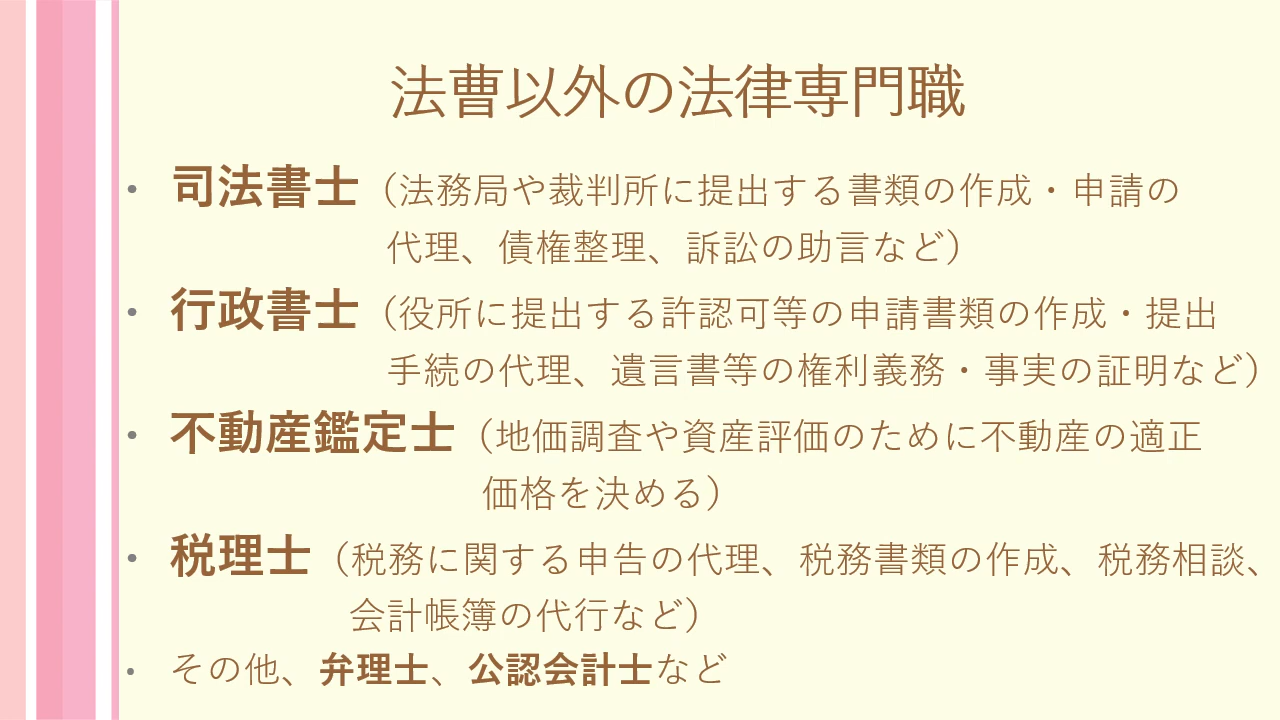 法曹以外の法律専門職
• 司法書士（法務局や裁判所に提出する書類の作成・申請の
代理、債権整理、訴訟の助言など）
• 行政書士（役所に提出する許認可等の申請書類の作成・提出
手続の代理、遺言書等の権利義務・事実の証明など）
• 不動産鑑定士（地価調査や資産評価のために不動産の適正
価格を決める）
• 税理士（税務に関する申告の代理、税務書類の作成、税務相談、
会計帳簿の代行など）
• その他、弁理士、公認会計士など